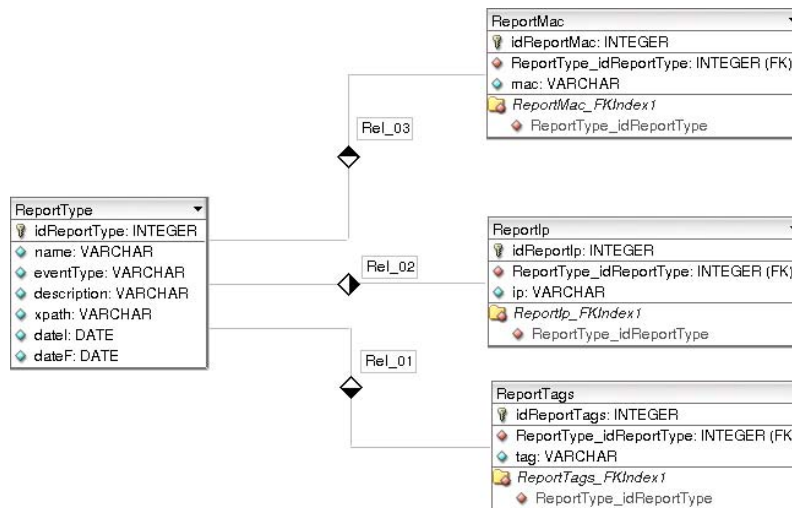 ReportMac
idReportMac: INTEGER
ReportType_idReportType: INTEGER (FK)
mac: VARCHAR
ReportMac_FKIndex1
ReportType_idReportType
Rel_03
ReportType
idReportType: INTEGER
name: VARCHAR
eventType: VARCHAR
description: VARCHAR
xpath: VARCHAR
dateI: DATE
dateF: DATE
Rel_02
ReportIp
idReportIp: INTEGER
ReportType_idReportType: INTEGER (FK)
ip: VARCHAR
ReportIp_FKIndex1
ReportType_idReportType
Rel_01
ReportTags
idReportTags: INTEGER
ReportType_idReportType: INTEGER (FK
tag: VARCHAR
ReportTags_FKIndex1
ReportType_idReportType